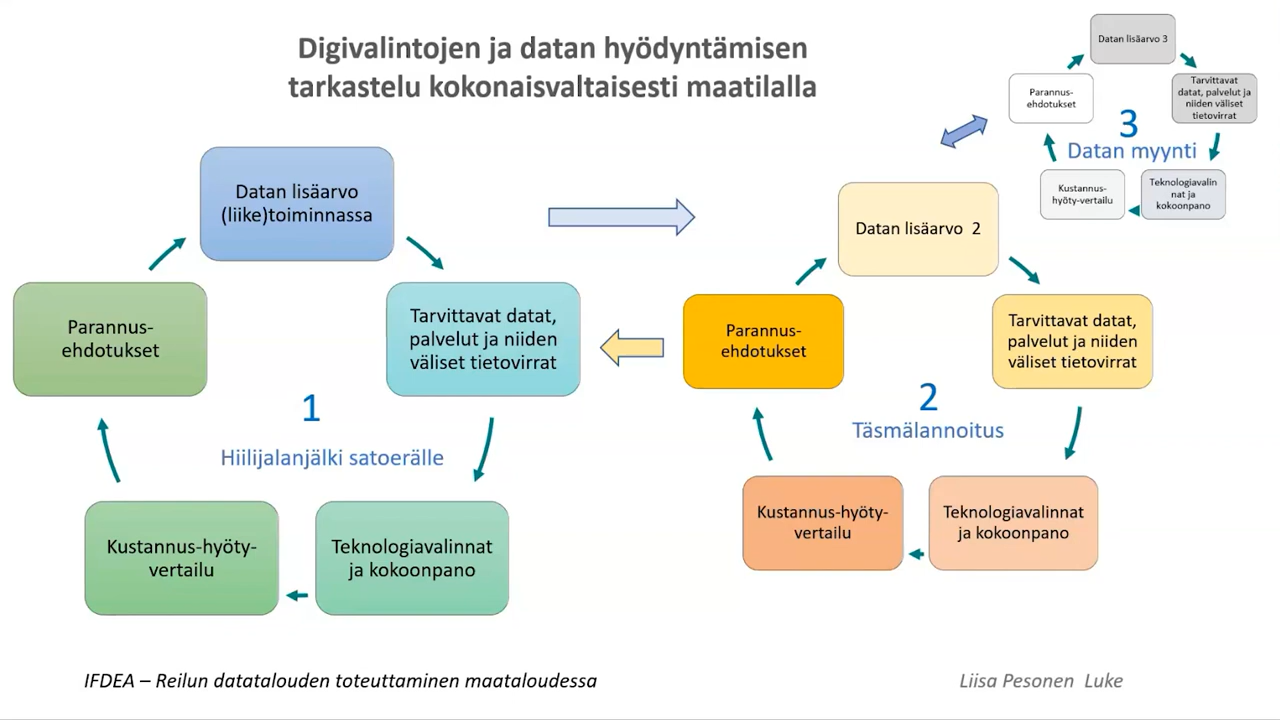 Digivalintojen ja datan hyödyntämisen
tarkastelu kokonaisvaltaisesti maatilalla
Datan lisäarvo
(liike)toiminnassa
Tarvittavat datat,
palvelut ja niiden
väliset tietovirrat
Teknologiavalinnat
ja kokoonpano
Kustannus-hyöty-
vertailu
Parannus-
ehdotukset
1
Hiilijalanjälki satoerälle
Datan lisäarvo 2
Tarvittavat datat,
palvelut ja niiden
väliset tietovirrat
Teknologiavalinnat
ja kokoonpano
Kustannus-hyöty-
vertailu
Parannus-
ehdotukset
2
Täsmälannoitus
Datan lisäarvo 3
Tarvittavat
datat, palvelut ja
niiden väliset
tietovirrat
Teknologiavalin
nat ja
kokoonpano
Kustannus-
hyöty-vertailu
Parannus-
ehdotukset
3
Datan myynti
IFDEA – Reilun datatalouden toteuttaminen maataloudessa
Liisa Pesonen Luke